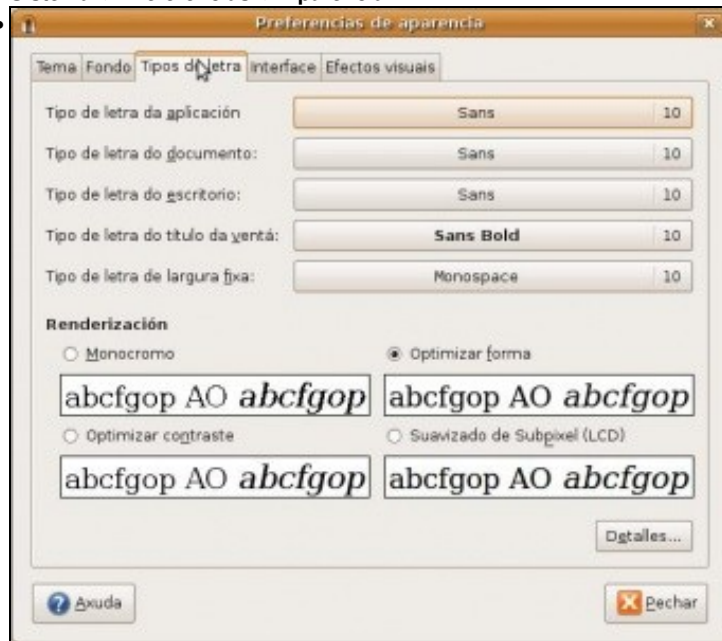 Preferencias de aparencia
Tema Fondo Tipos de letra Interface Efectos visuais
Tipo de letra da aplicación Sans 10
Tipo de letra do documento: Sans 10
Tipo de letra do escritorio: Sans 10
Tipo de letra do título da ventá: Sans Bold 10
Tipo de letra de largura fixa: Monospace 10
Renderización
Monocromo Optimizar forma
abcfgop AO abcfgop abcfgop AO abcfgop
Optimizar contraste Suavizado de Subpixel (LCD)
abcfgop AO abcfgop abcfgop AO abcfgop
Detalles...
Axuda Pechar